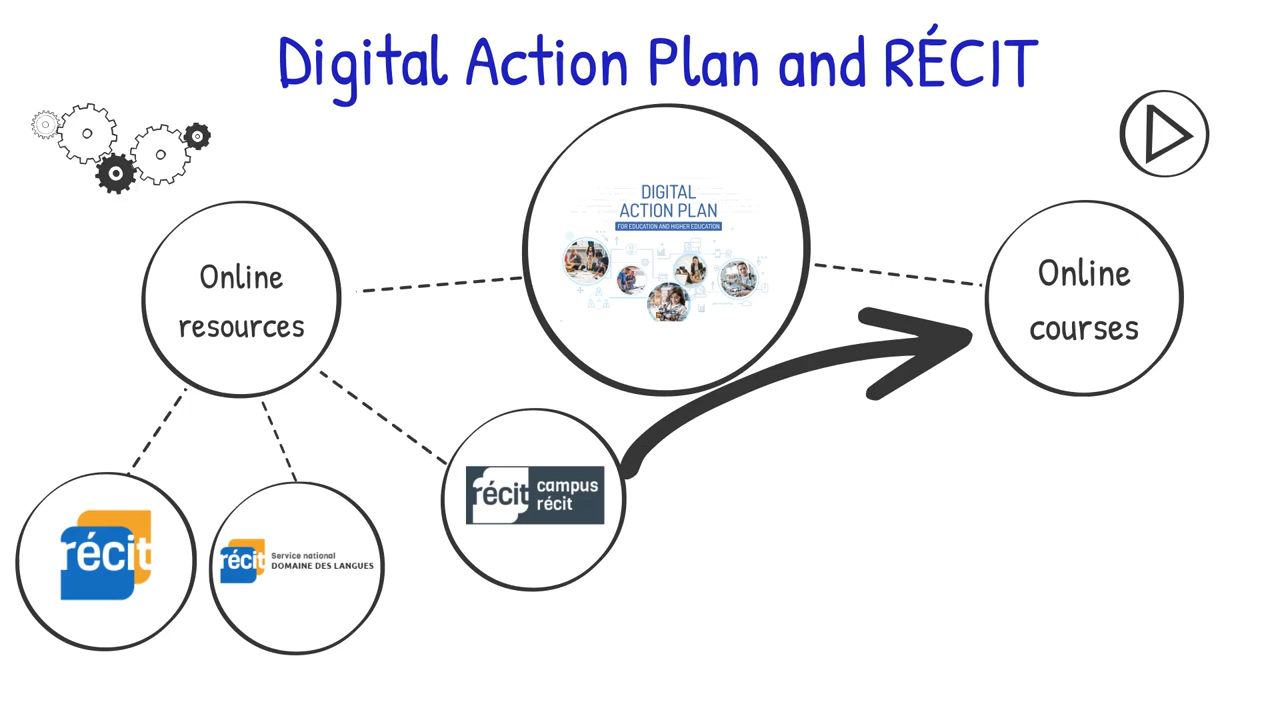 Digital Action Plan and RÉCIT
DIGITAL
ACTION PLAN
FOR EDUCATION AND HIGHER EDUCATION
Online
resources
Online
courses
récit
campus
récit
récit
récit
Service national
DOMAINE DES LANGUES